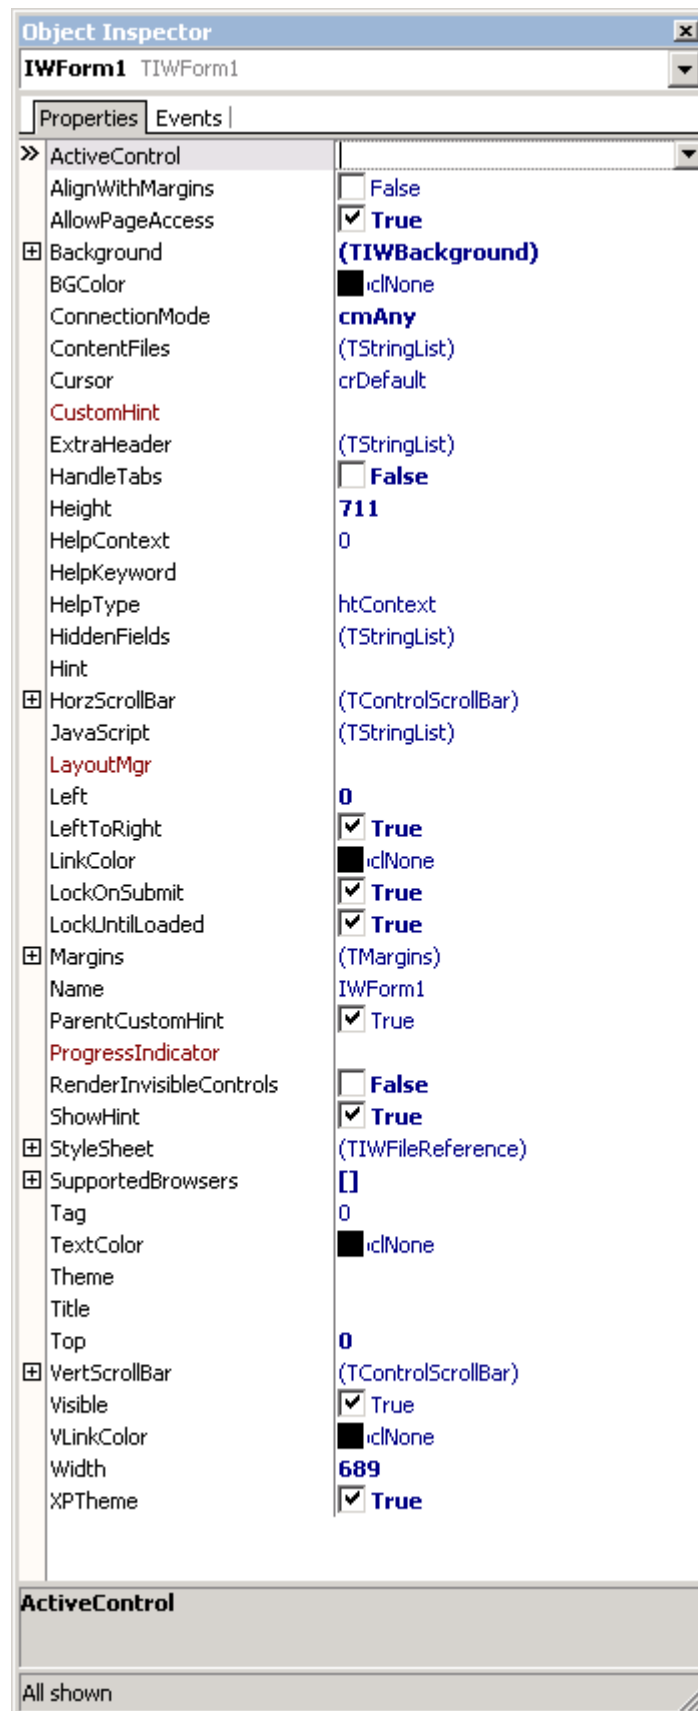 Object Inspector
IWForm1 TIWForm1
Properties Events
ActiveControl
AlignWithMargins False
AllowPageAccess True
Background (TIWBackground)
BGColor clNone
ConnectionMode cmAny
ContentFiles (TStringList)
Cursor crDefault
CustomHint
ExtraHeader (TStringList)
HandleTabs False
Height 711
HelpContext 0
HelpKeyword
HelpType htContext
HiddenFields (TStringList)
Hint
HorzScrollBar (TControlScrollBar)
JavaScript (TStringList)
LayoutMgr
Left 0
LeftToRight True
LinkColor clNone
LockOnSubmit True
LockUntilLoaded True
Margins (TMargins)
Name IWForm1
ParentCustomHint True
ProgressIndicator
RenderInvisibleControls False
ShowHint True
StyleSheet (TIWFileReference)
SupportedBrowsers []
Tag 0
TextColor clNone
Theme
Title
Top 0
VertScrollBar (TControlScrollBar)
Visible True
VLinkColor clNone
Width 689
XPTheme True
ActiveControl
All shown